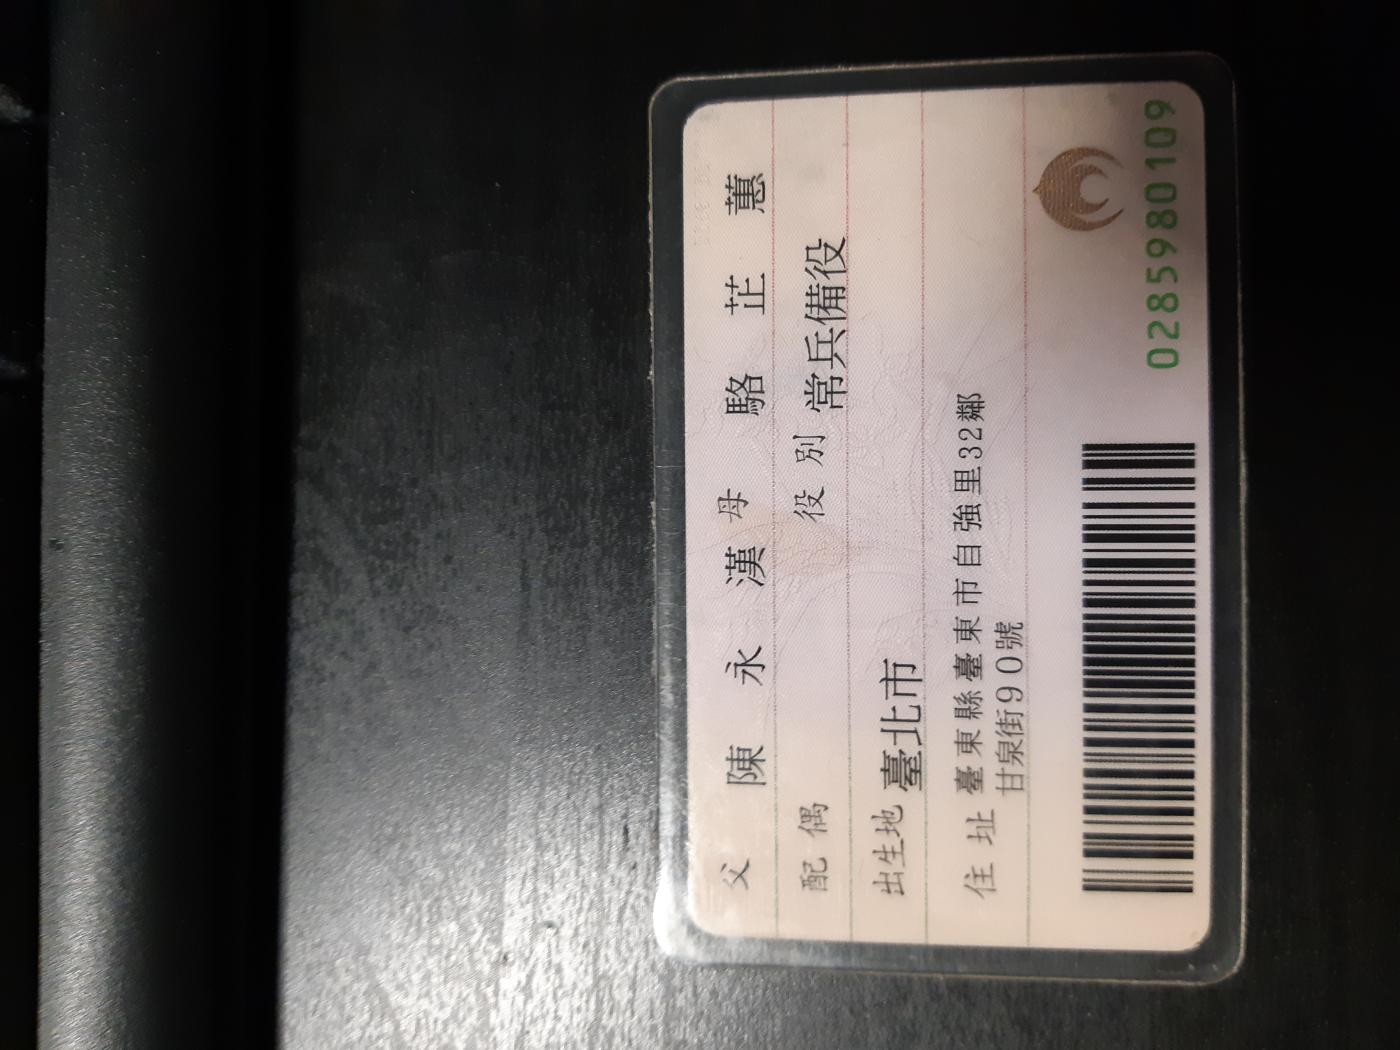 父 陳永漢 母 駱芷蕙
配偶 役別 常兵備役
出生地 臺北市
住址 臺東縣臺東市自強里32鄰
甘泉街90號
0285980109